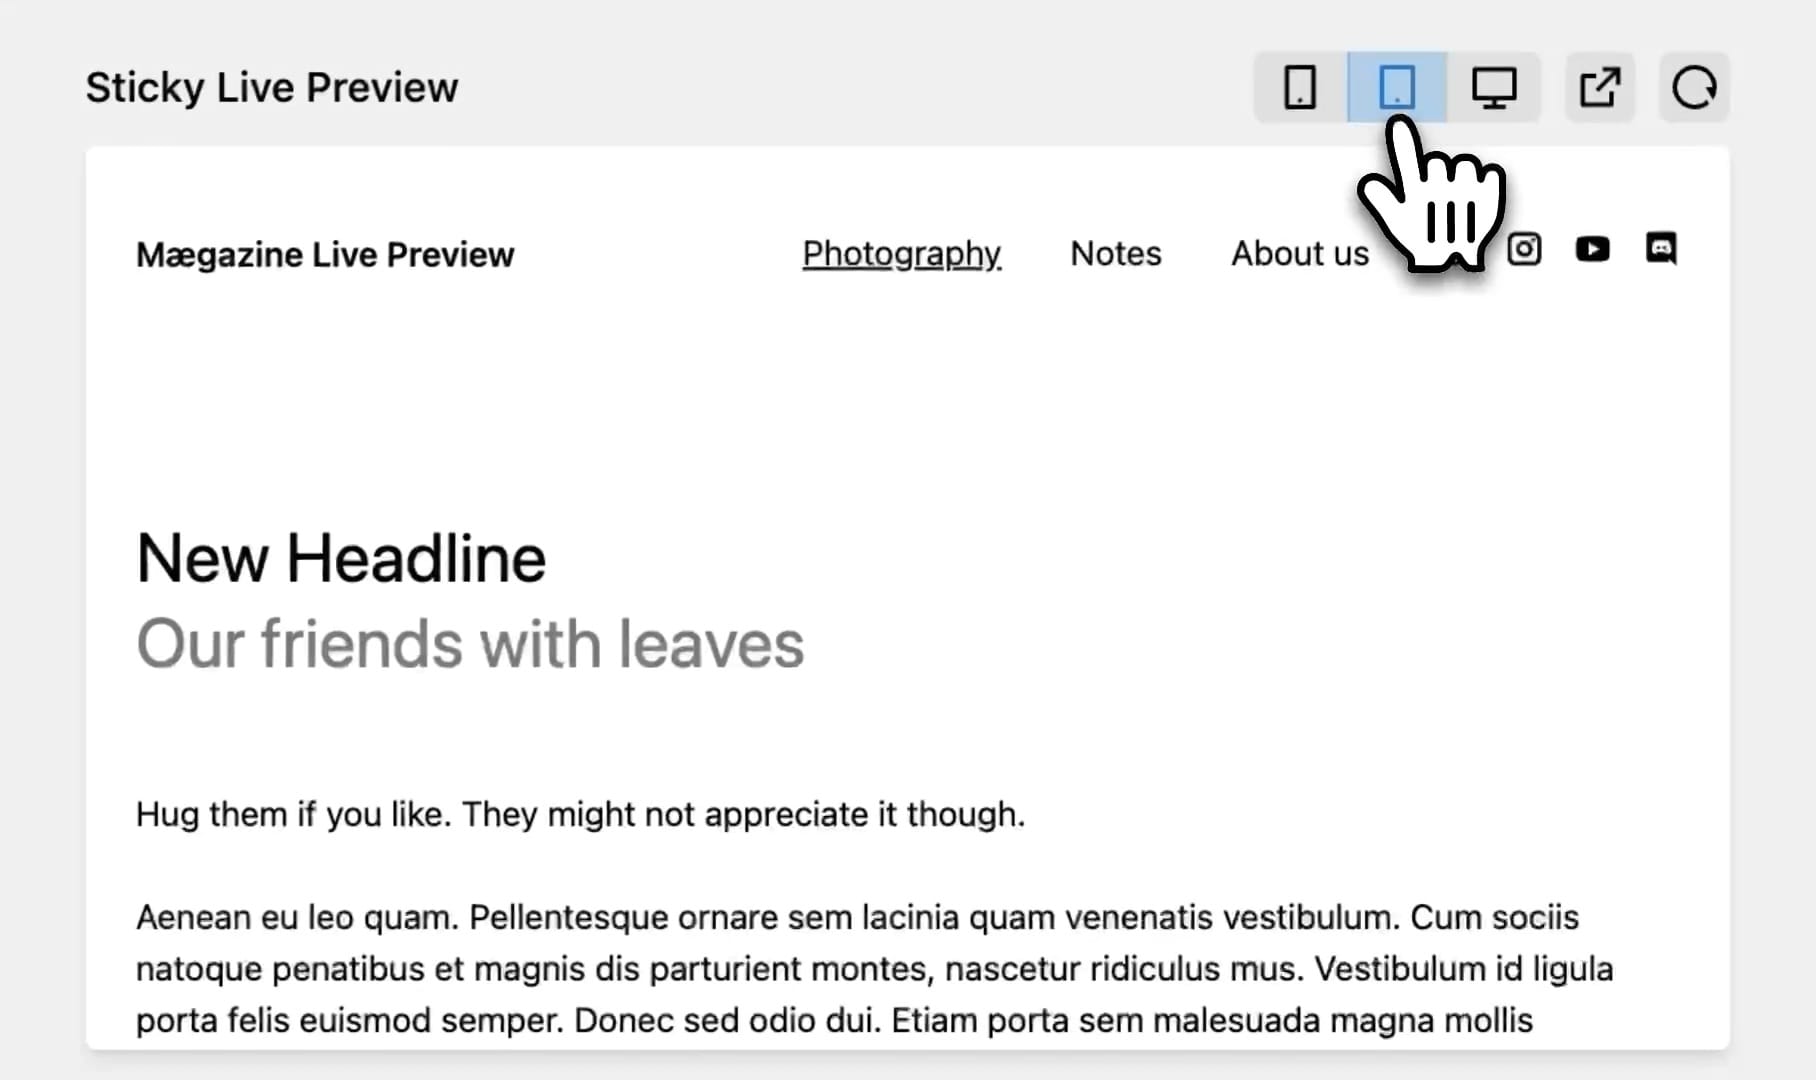 Sticky Live Preview
Mægazine Live Preview
Photography
Notes
About us
New Headline
Our friends with leaves
Hug them if you like. They might not appreciate it though.
Aenean eu leo quam. Pellentesque ornare sem lacinia quam venenatis vestibulum. Cum sociis
natoque penatibus et magnis dis parturient montes, nascetur ridiculus mus. Vestibulum id ligula
porta felis euismod semper. Donec sed odio dui. Etiam porta sem malesuada magna mollis